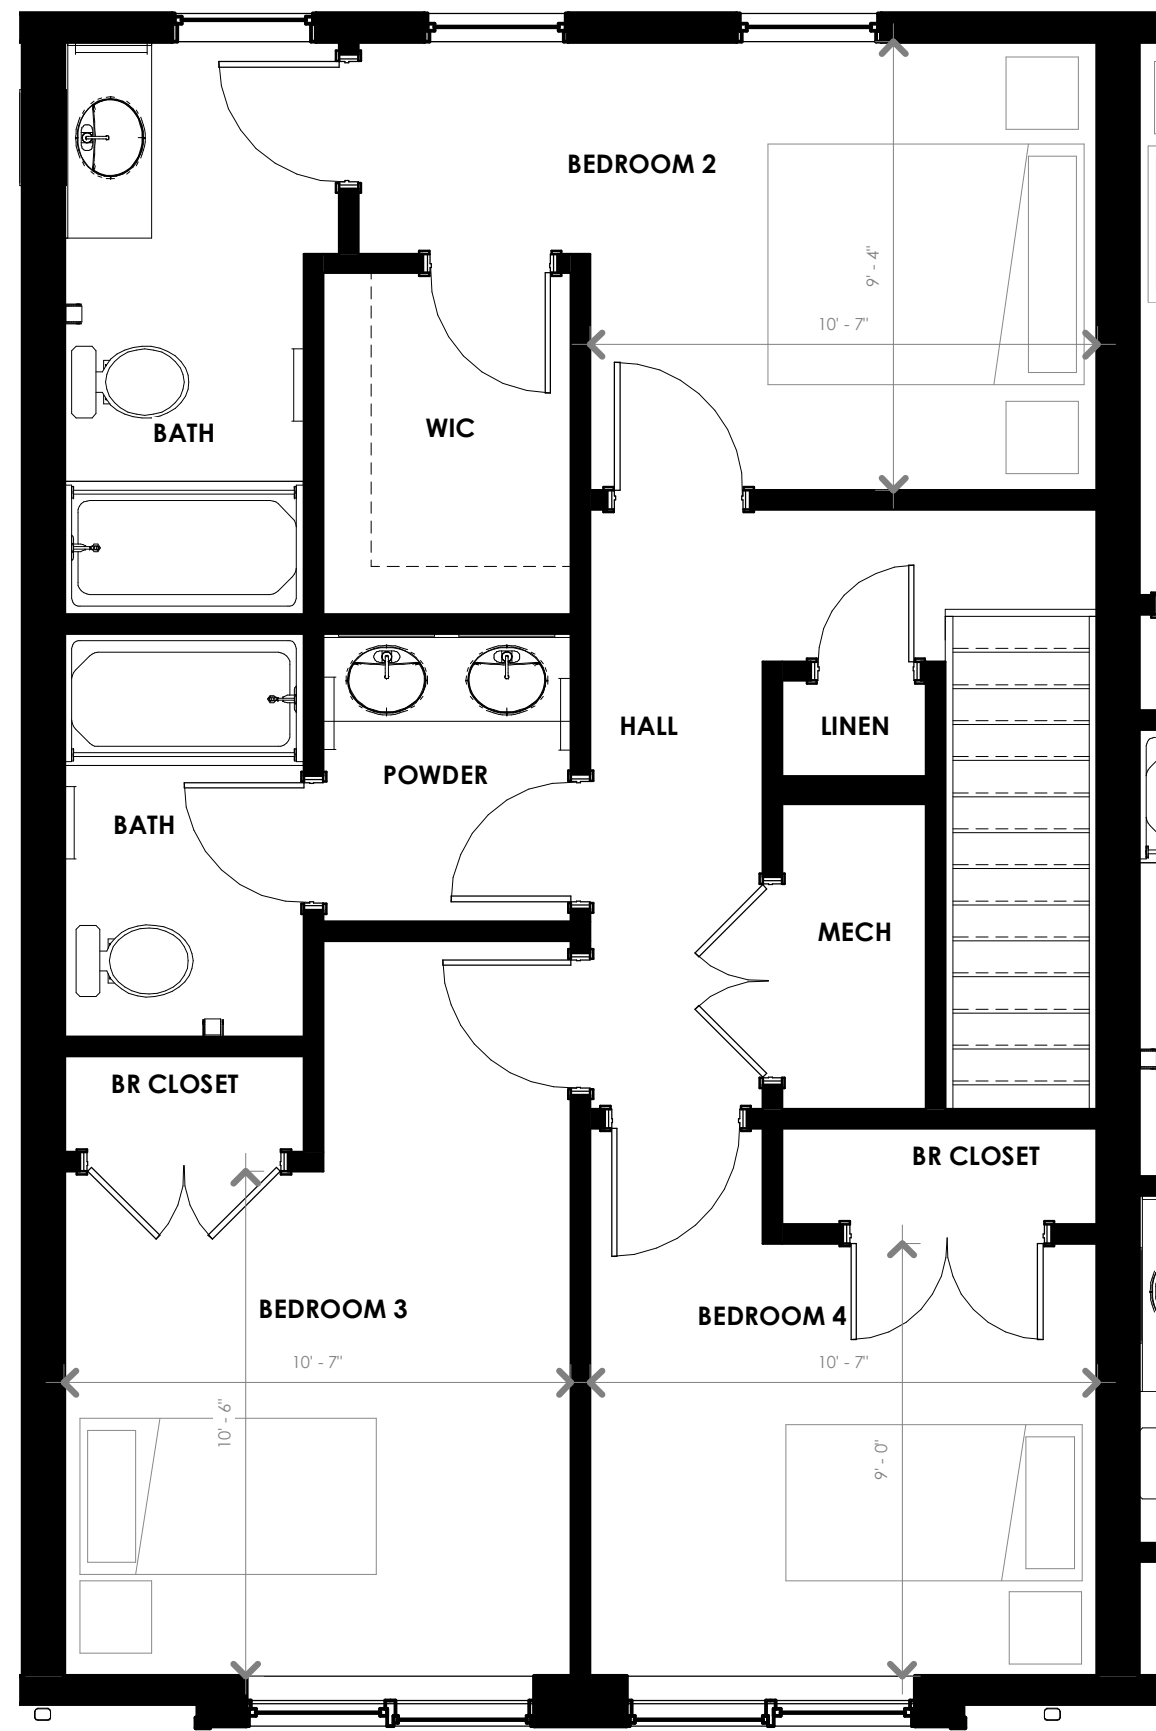 BEDROOM 2
9' - 4"
10' - 7"
BATH
WIC
HALL
LINEN
POWDER
BATH
MECH
BR CLOSET
BR CLOSET
BEDROOM 3
BEDROOM 4
10' - 7"
10' - 7"
10' - 6"
9' - 0"